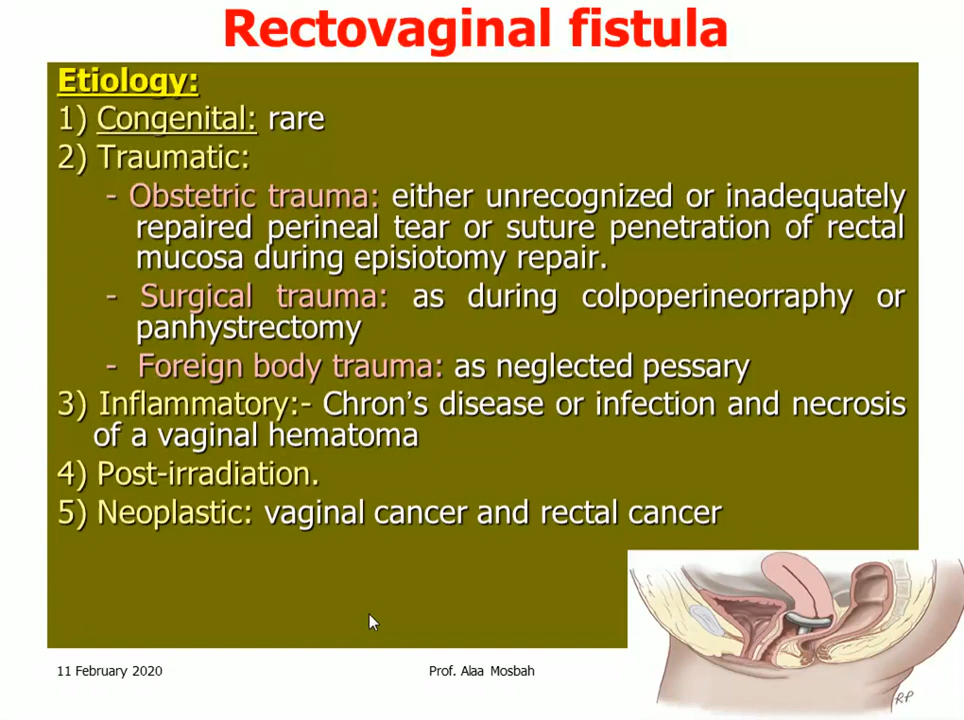 Rectovaginal fistula
Etiology:
1) Congenital: rare
2) Traumatic:
- Obstetric trauma: either unrecognized or inadequately
repaired perineal tear or suture penetration of rectal
mucosa during episiotomy repair.
- Surgical trauma: as during colpoperineorraphy or
panhystrectomy
- Foreign body trauma: as neglected pessary
3) Inflammatory:- Chron’s disease or infection and necrosis
of a vaginal hematoma
4) Post-irradiation.
5) Neoplastic: vaginal cancer and rectal cancer
11 February 2020
Prof. Alaa Mosbah
RP